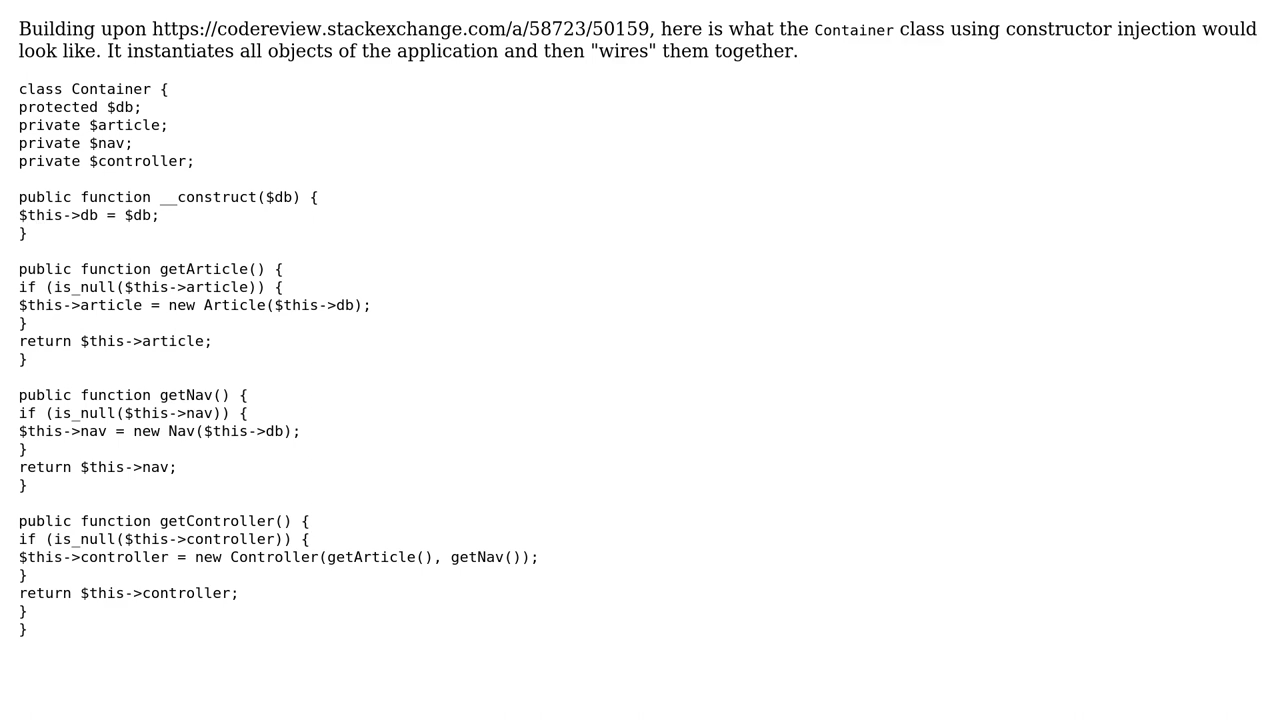 Building upon https://codereview.stackexchange.com/a/58723/50159, here is what the Container class using constructor injection would
look like. It instantiates all objects of the application and then "wires" them together.
class Container {
protected $db;
private $article;
private $nav;
private $controller;
public function __construct($db) {
$this->db = $db;
}
public function getArticle() {
if (is_null($this->article)) {
$this->article = new Article($this->db);
}
return $this->article;
}
public function getNav() {
if (is_null($this->nav)) {
$this->nav = new Nav($this->db);
}
return $this->nav;
}
public function getController() {
if (is_null($this->controller)) {
$this->controller = new Controller(getArticle(), getNav());
}
return $this->controller;
}
}